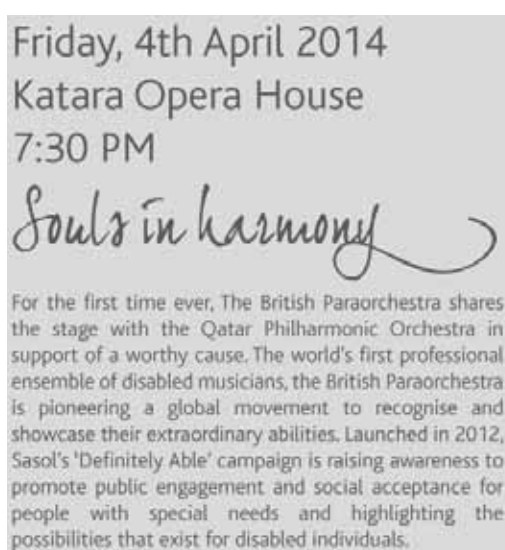 Friday, 4th April 2014
Katara Opera House
7:30 PM
Souls in harmony
For the first time ever, The British Paraorchestra shares
the stage with the Qatar Philharmonic Orchestra in
support of a worthy cause. The world's first professional
ensemble of disabled musicians, the British Paraorchestra
is pioneering a global movement to recognise and
showcase their extraordinary abilities. Launched in 2012,
Sasol's 'Definitely Able' campaign is raising awareness to
promote public engagement and social acceptance for
people with special needs and highlighting the
possibilities that exist for disabled individuals.